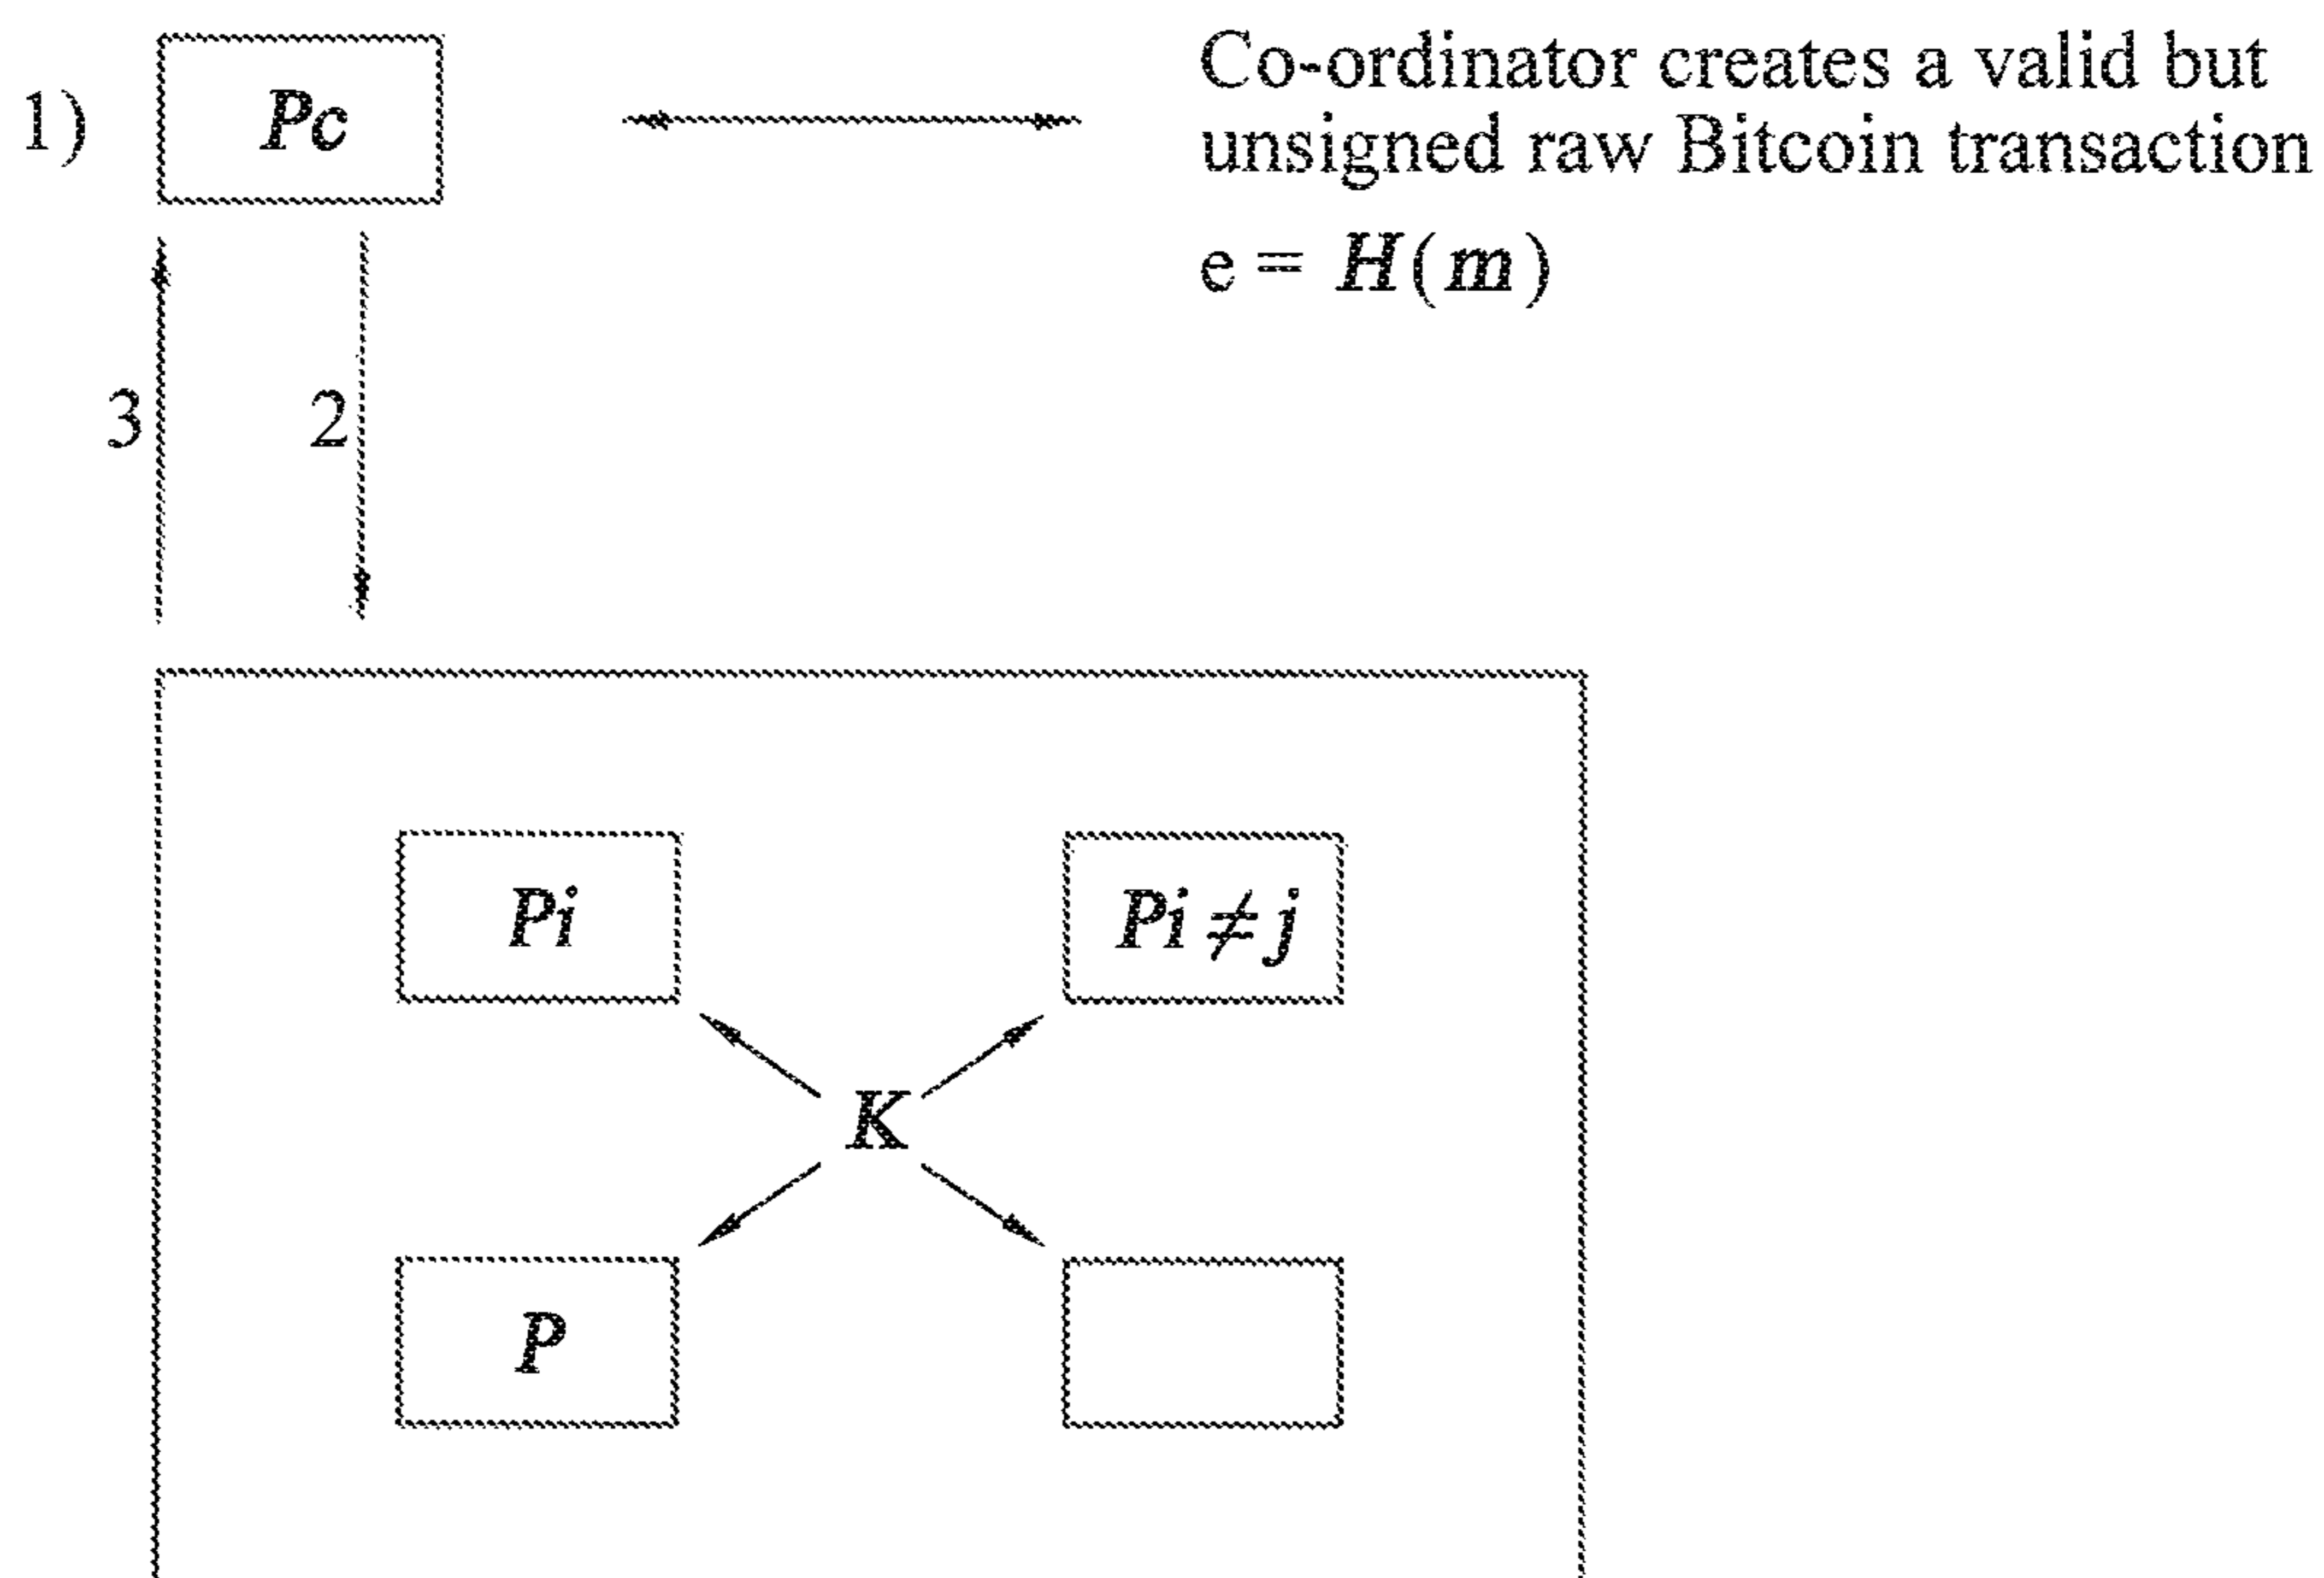 1) Pc
Co-ordinator creates a valid but
unsigned raw Bitcoin transaction
e = H(m)
3
2
Pi
Pi ≠ j
K
P